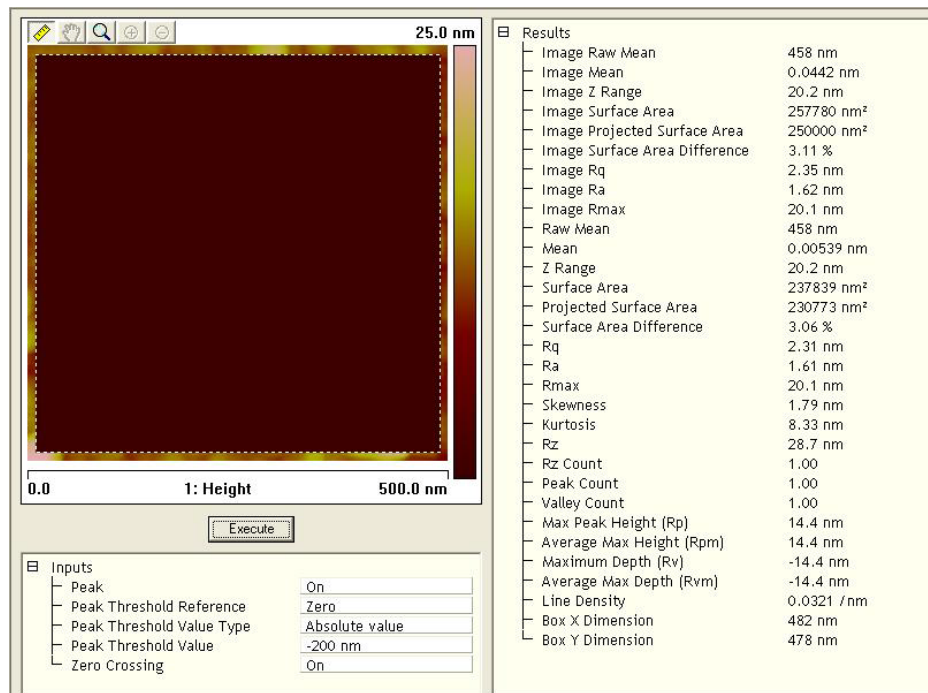 25.0 nm
0.0 1: Height 500.0 nm
Execute
Inputs
Peak On
Peak Threshold Reference Zero
Peak Threshold Value Type Absolute value
Peak Threshold Value -200 nm
Zero Crossing On
Results
Image Raw Mean 458 nm
Image Mean 0.0442 nm
Image Z Range 20.2 nm
Image Surface Area 257780 nm²
Image Projected Surface Area 250000 nm²
Image Surface Area Difference 3.11 %
Image Rq 2.35 nm
Image Ra 1.62 nm
Image Rmax 20.1 nm
Raw Mean 458 nm
Mean 0.00539 nm
Z Range 20.2 nm
Surface Area 237839 nm²
Projected Surface Area 230773 nm²
Surface Area Difference 3.06 %
Rq 2.31 nm
Ra 1.61 nm
Rmax 20.1 nm
Skewness 1.79 nm
Kurtosis 8.33 nm
Rz 28.7 nm
Rz Count 1.00
Peak Count 1.00
Valley Count 1.00
Max Peak Height (Rp) 14.4 nm
Average Max Height (Rpm) 14.4 nm
Maximum Depth (Rv) -14.4 nm
Average Max Depth (Rvm) -14.4 nm
Line Density 0.0321 /nm
Box X Dimension 482 nm
Box Y Dimension 478 nm